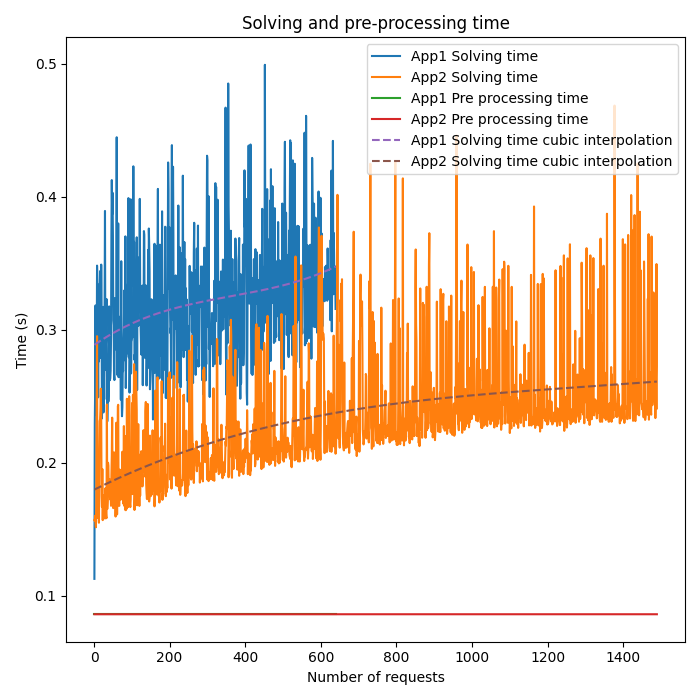 Solving and pre-processing time
App1 Solving time
App2 Solving time
App1 Pre processing time
App2 Pre processing time
App1 Solving time cubic interpolation
App2 Solving time cubic interpolation
0.5
0.4
0.3
0.2
0.1
Time (s)
0 200 400 600 800 1000 1200 1400
Number of requests